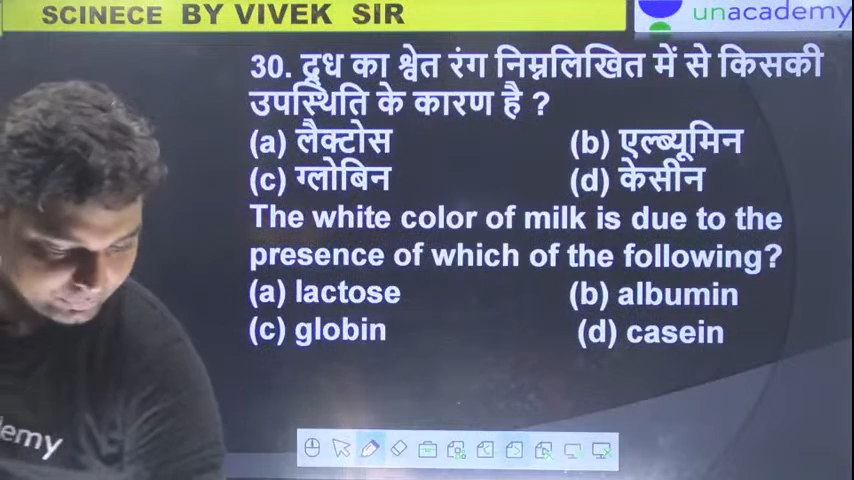 SCINECE BY VIVEK SIR
unacademy
30. दूध का श्वेत रंग निम्नलिखित में से किसकी
उपस्थिति के कारण है ?
(a) लैक्टोस (b) एल्ब्यूमिन
(c) ग्लोबिन (d) केसीन
The white color of milk is due to the
presence of which of the following?
(a) lactose (b) albumin
(c) globin (d) casein
demy